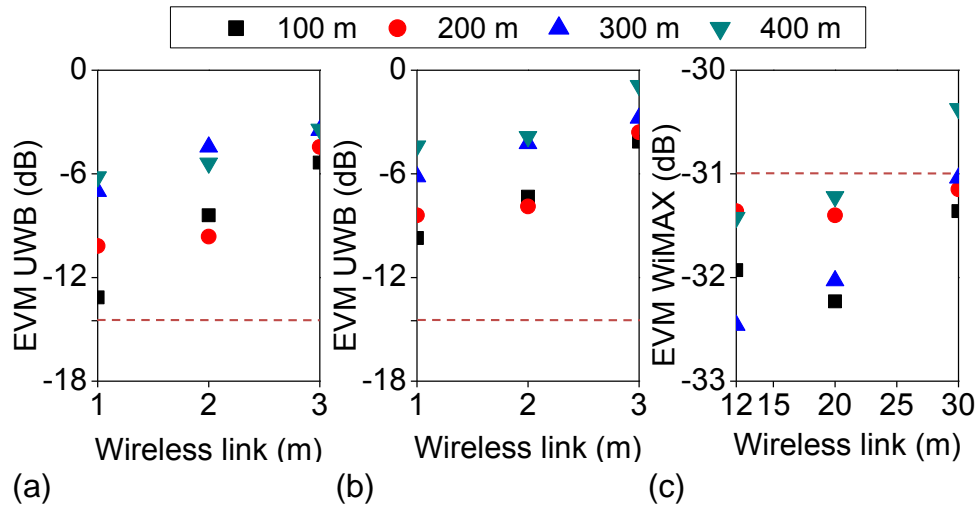 100 m 200 m 300 m 400 m
EVM UWB (dB)
0
-6
-12
-18
1 2 3
Wireless link (m)
(a)
EVM UWB (dB)
0
-6
-12
-18
1 2 3
Wireless link (m)
(b)
EVM WiMAX (dB)
-30
-31
-32
-33
12 15 20 25 30
Wireless link (m)
(c)